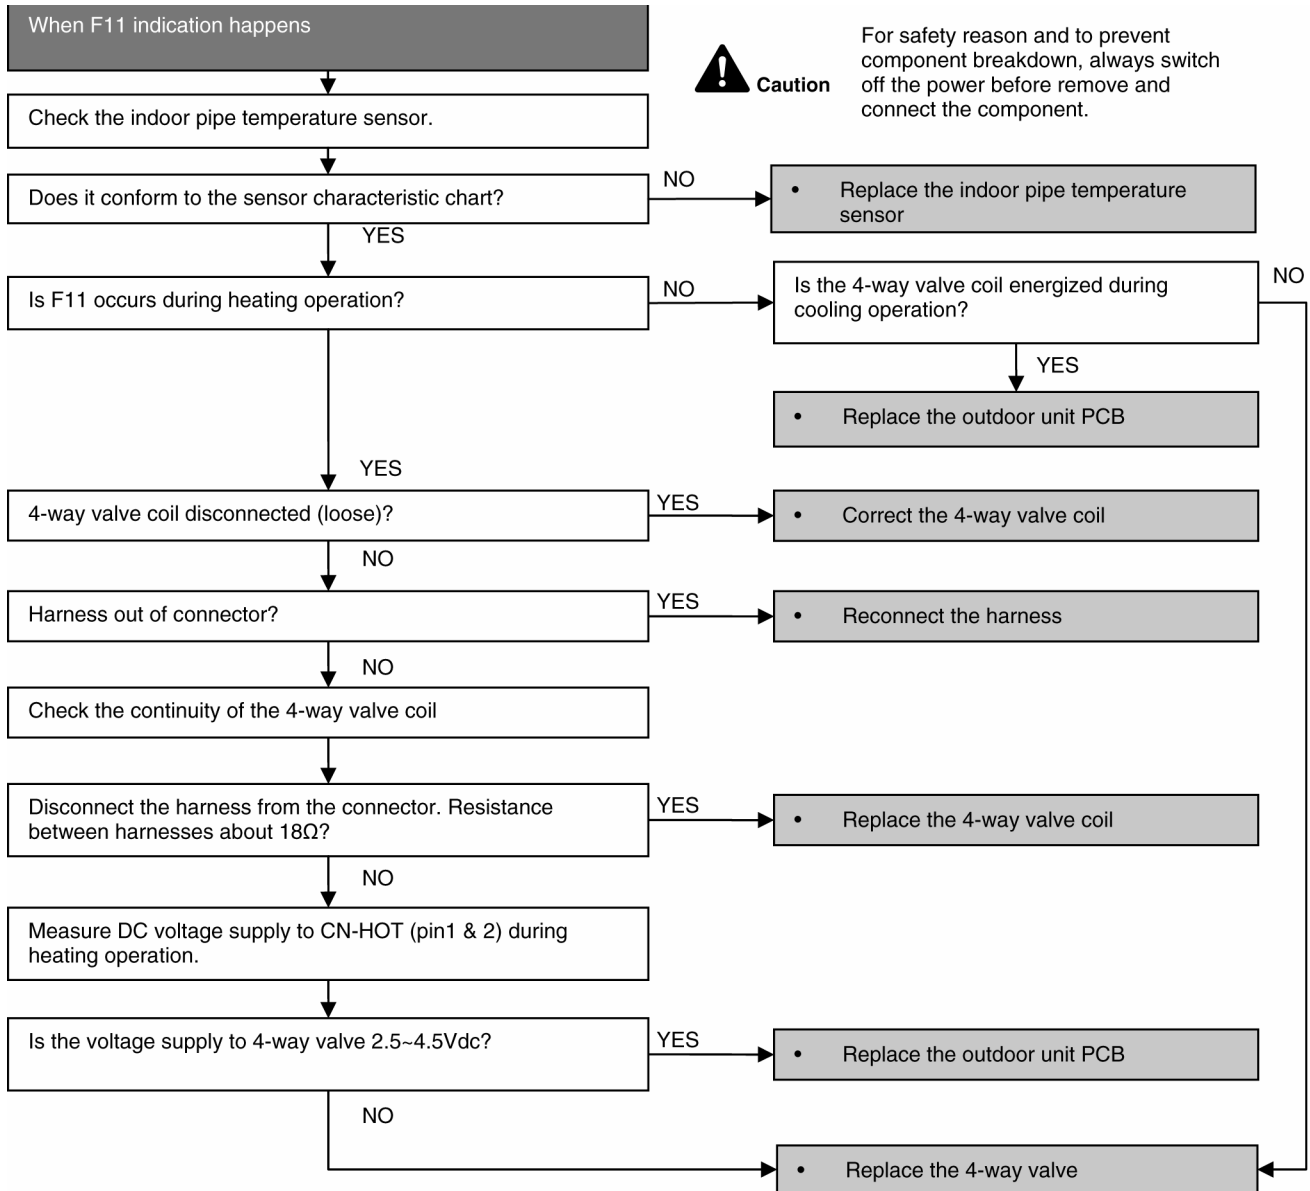 When F11 indication happens
Caution
For safety reason and to prevent
component breakdown, always switch
off the power before remove and
connect the component.
Check the indoor pipe temperature sensor.
Does it conform to the sensor characteristic chart?
NO
• Replace the indoor pipe temperature
sensor
YES
Is F11 occurs during heating operation?
NO
Is the 4-way valve coil energized during
cooling operation?
NO
YES
• Replace the outdoor unit PCB
YES
4-way valve coil disconnected (loose)?
YES
• Correct the 4-way valve coil
NO
Harness out of connector?
YES
• Reconnect the harness
NO
Check the continuity of the 4-way valve coil
Disconnect the harness from the connector. Resistance
between harnesses about 18Ω?
YES
• Replace the 4-way valve coil
NO
Measure DC voltage supply to CN-HOT (pin1 & 2) during
heating operation.
Is the voltage supply to 4-way valve 2.5~4.5Vdc?
YES
• Replace the outdoor unit PCB
NO
• Replace the 4-way valve